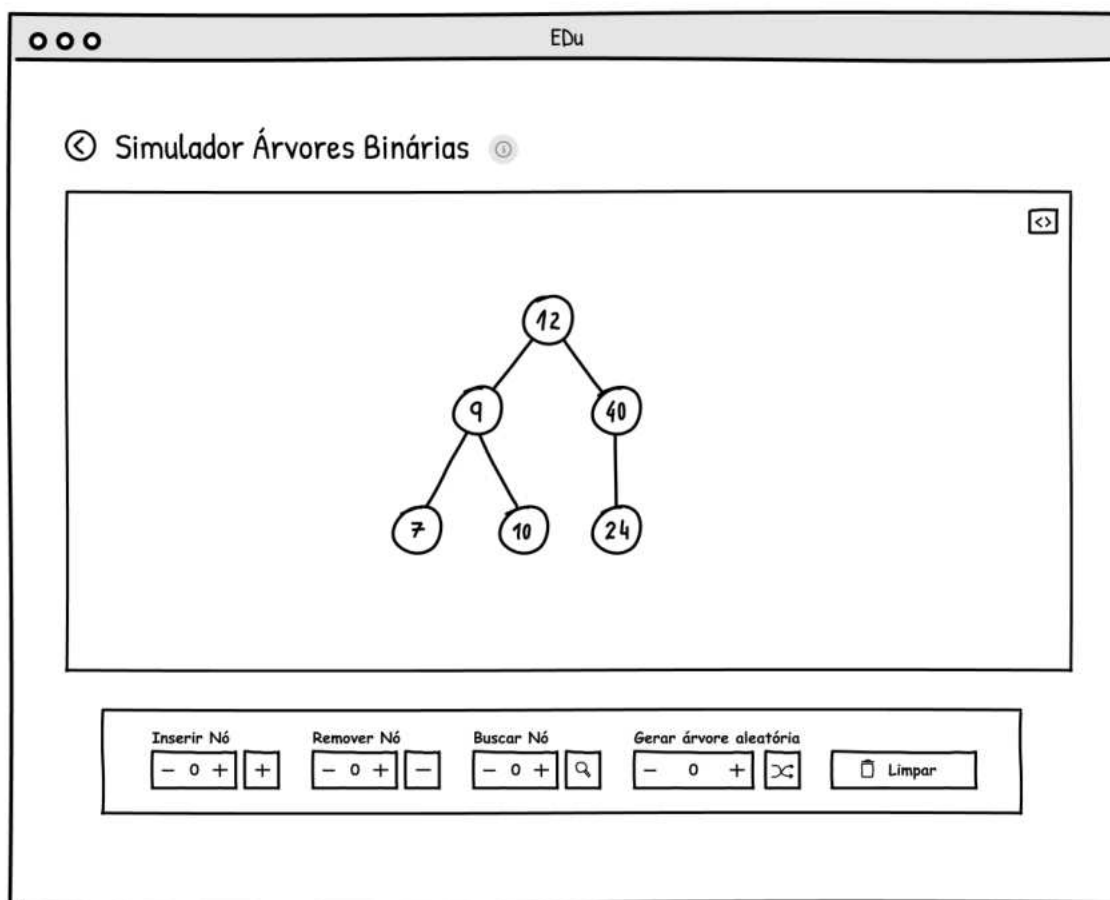 EDu
Simulador Árvores Binárias
<>
12
9 40
7 10 24
Inserir Nó Remover Nó Buscar Nó Gerar árvore aleatória
− 0 + + − 0 + − − 0 + − 0 + Limpar